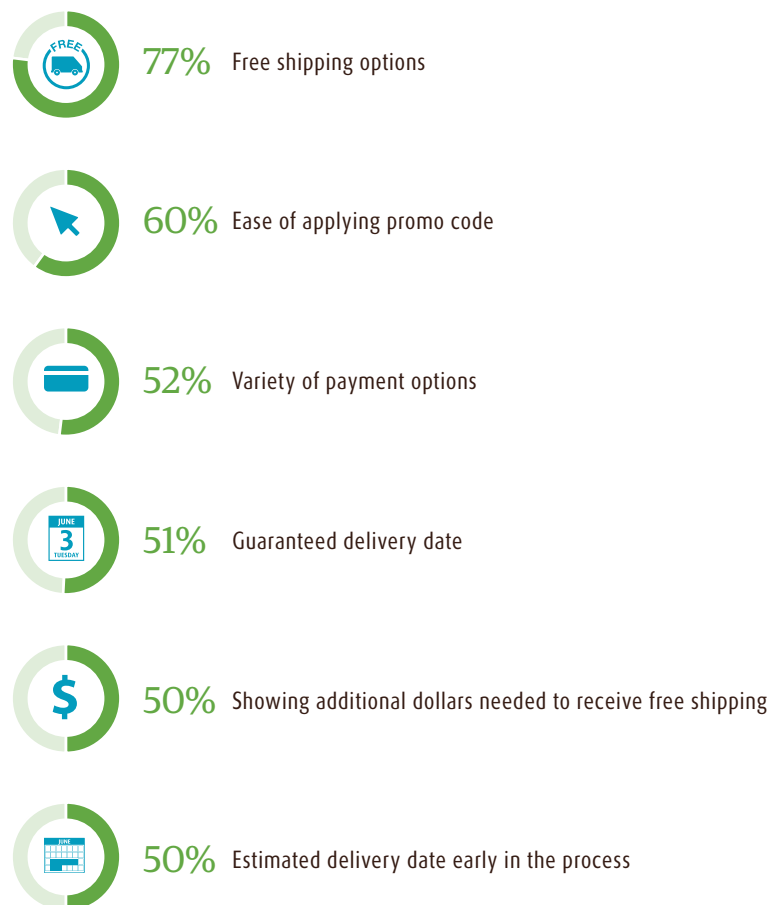 FREE
77% Free shipping options
60% Ease of applying promo code
52% Variety of payment options
JUNE
3
TUESDAY
51% Guaranteed delivery date
$
50% Showing additional dollars needed to receive free shipping
JUNE
50% Estimated delivery date early in the process